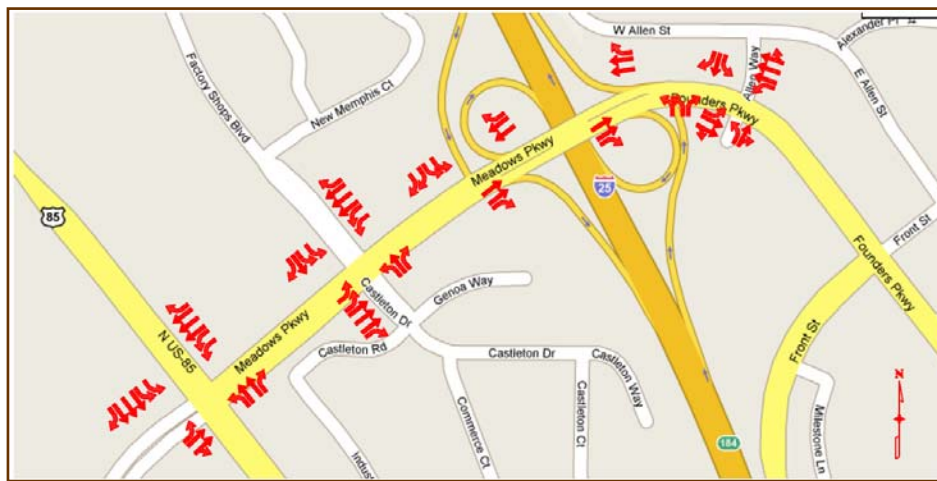 W Allen St
Alexander Pl
Factory Shops Blvd
New Memphis Ct
Allen Way
E Allen St
Founders Pkwy
Meadows Pkwy
25
85
Front St
Founders Pkwy
Genoa Way
Castleton Dr
N US-85
Meadows Pkwy
Castleton Rd
Castleton Dr
Castleton Way
Front St
Commerce Ct
Castleton Ct
Milestone Ln
Indus
184
N